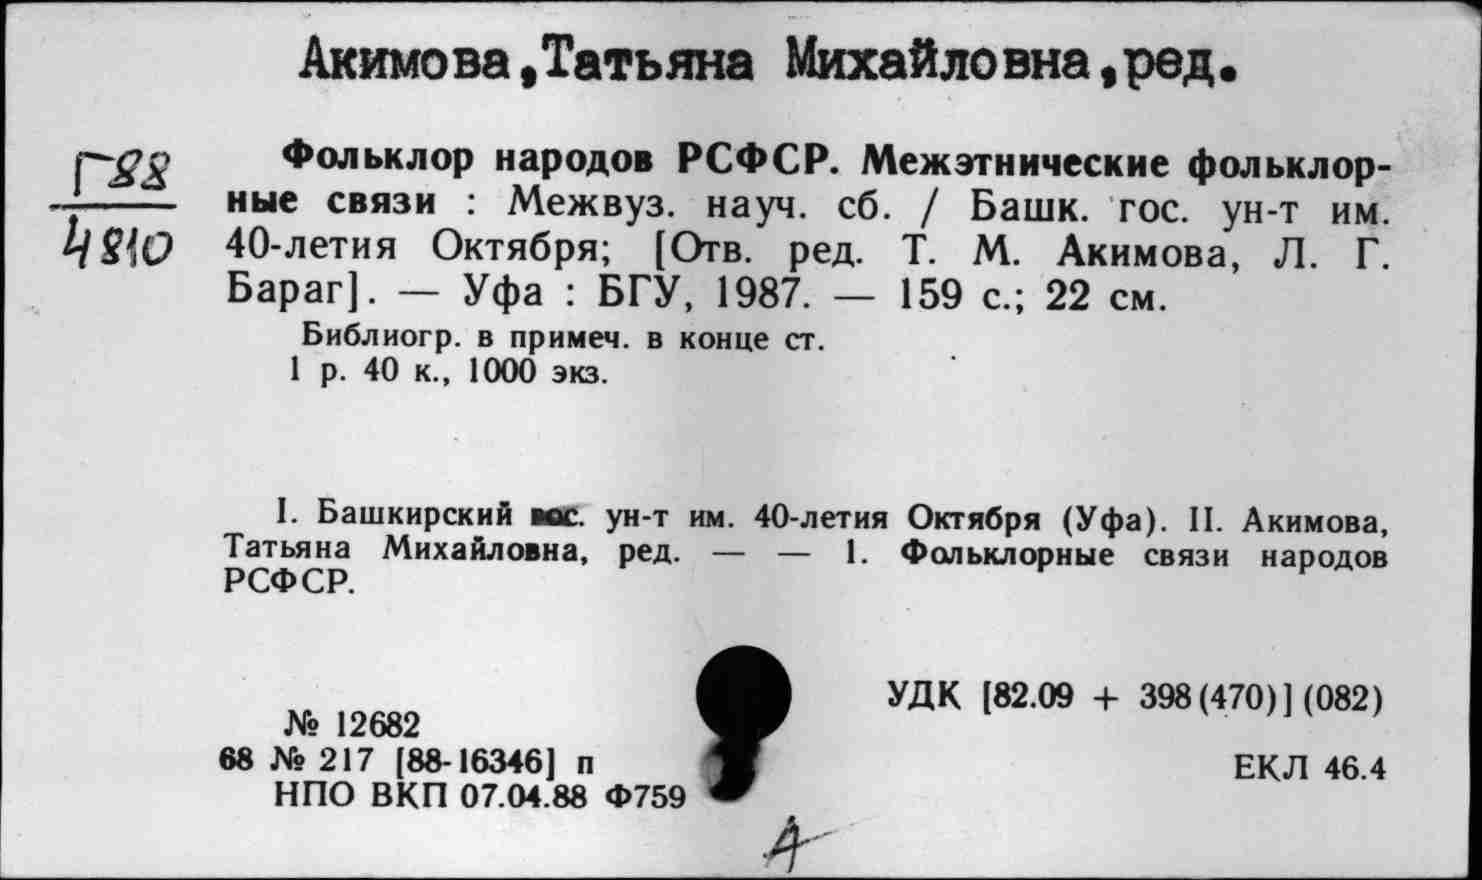 Акимова,Татьяна Михайловна,ред.
Г88
4810
Фольклор народов РСФСР. Межэтнические фольклор-
ные связи : Межвуз. науч. сб. / Башк. гос. ун-т им.
40-летия Октября; [Отв. ред. Т. М. Акимова, Л. Г.
Бараг]. — Уфа : БГУ, 1987. — 159 с.; 22 см.
Библиогр. в примеч. в конце ст.
1 р. 40 к., 1000 экз.
I. Башкирский ун-т им. 40-летия Октября (Уфа). II. Акимова,
Татьяна Михайловна, ред. — — 1. Фольклорные связи народов
РСФСР.
УДК [82.09 + 398(470)](082)
№ 12682
68 № 217 [88-16346] п
ЕКЛ 46.4
НПО ВКП 07.04.88 Ф759
А